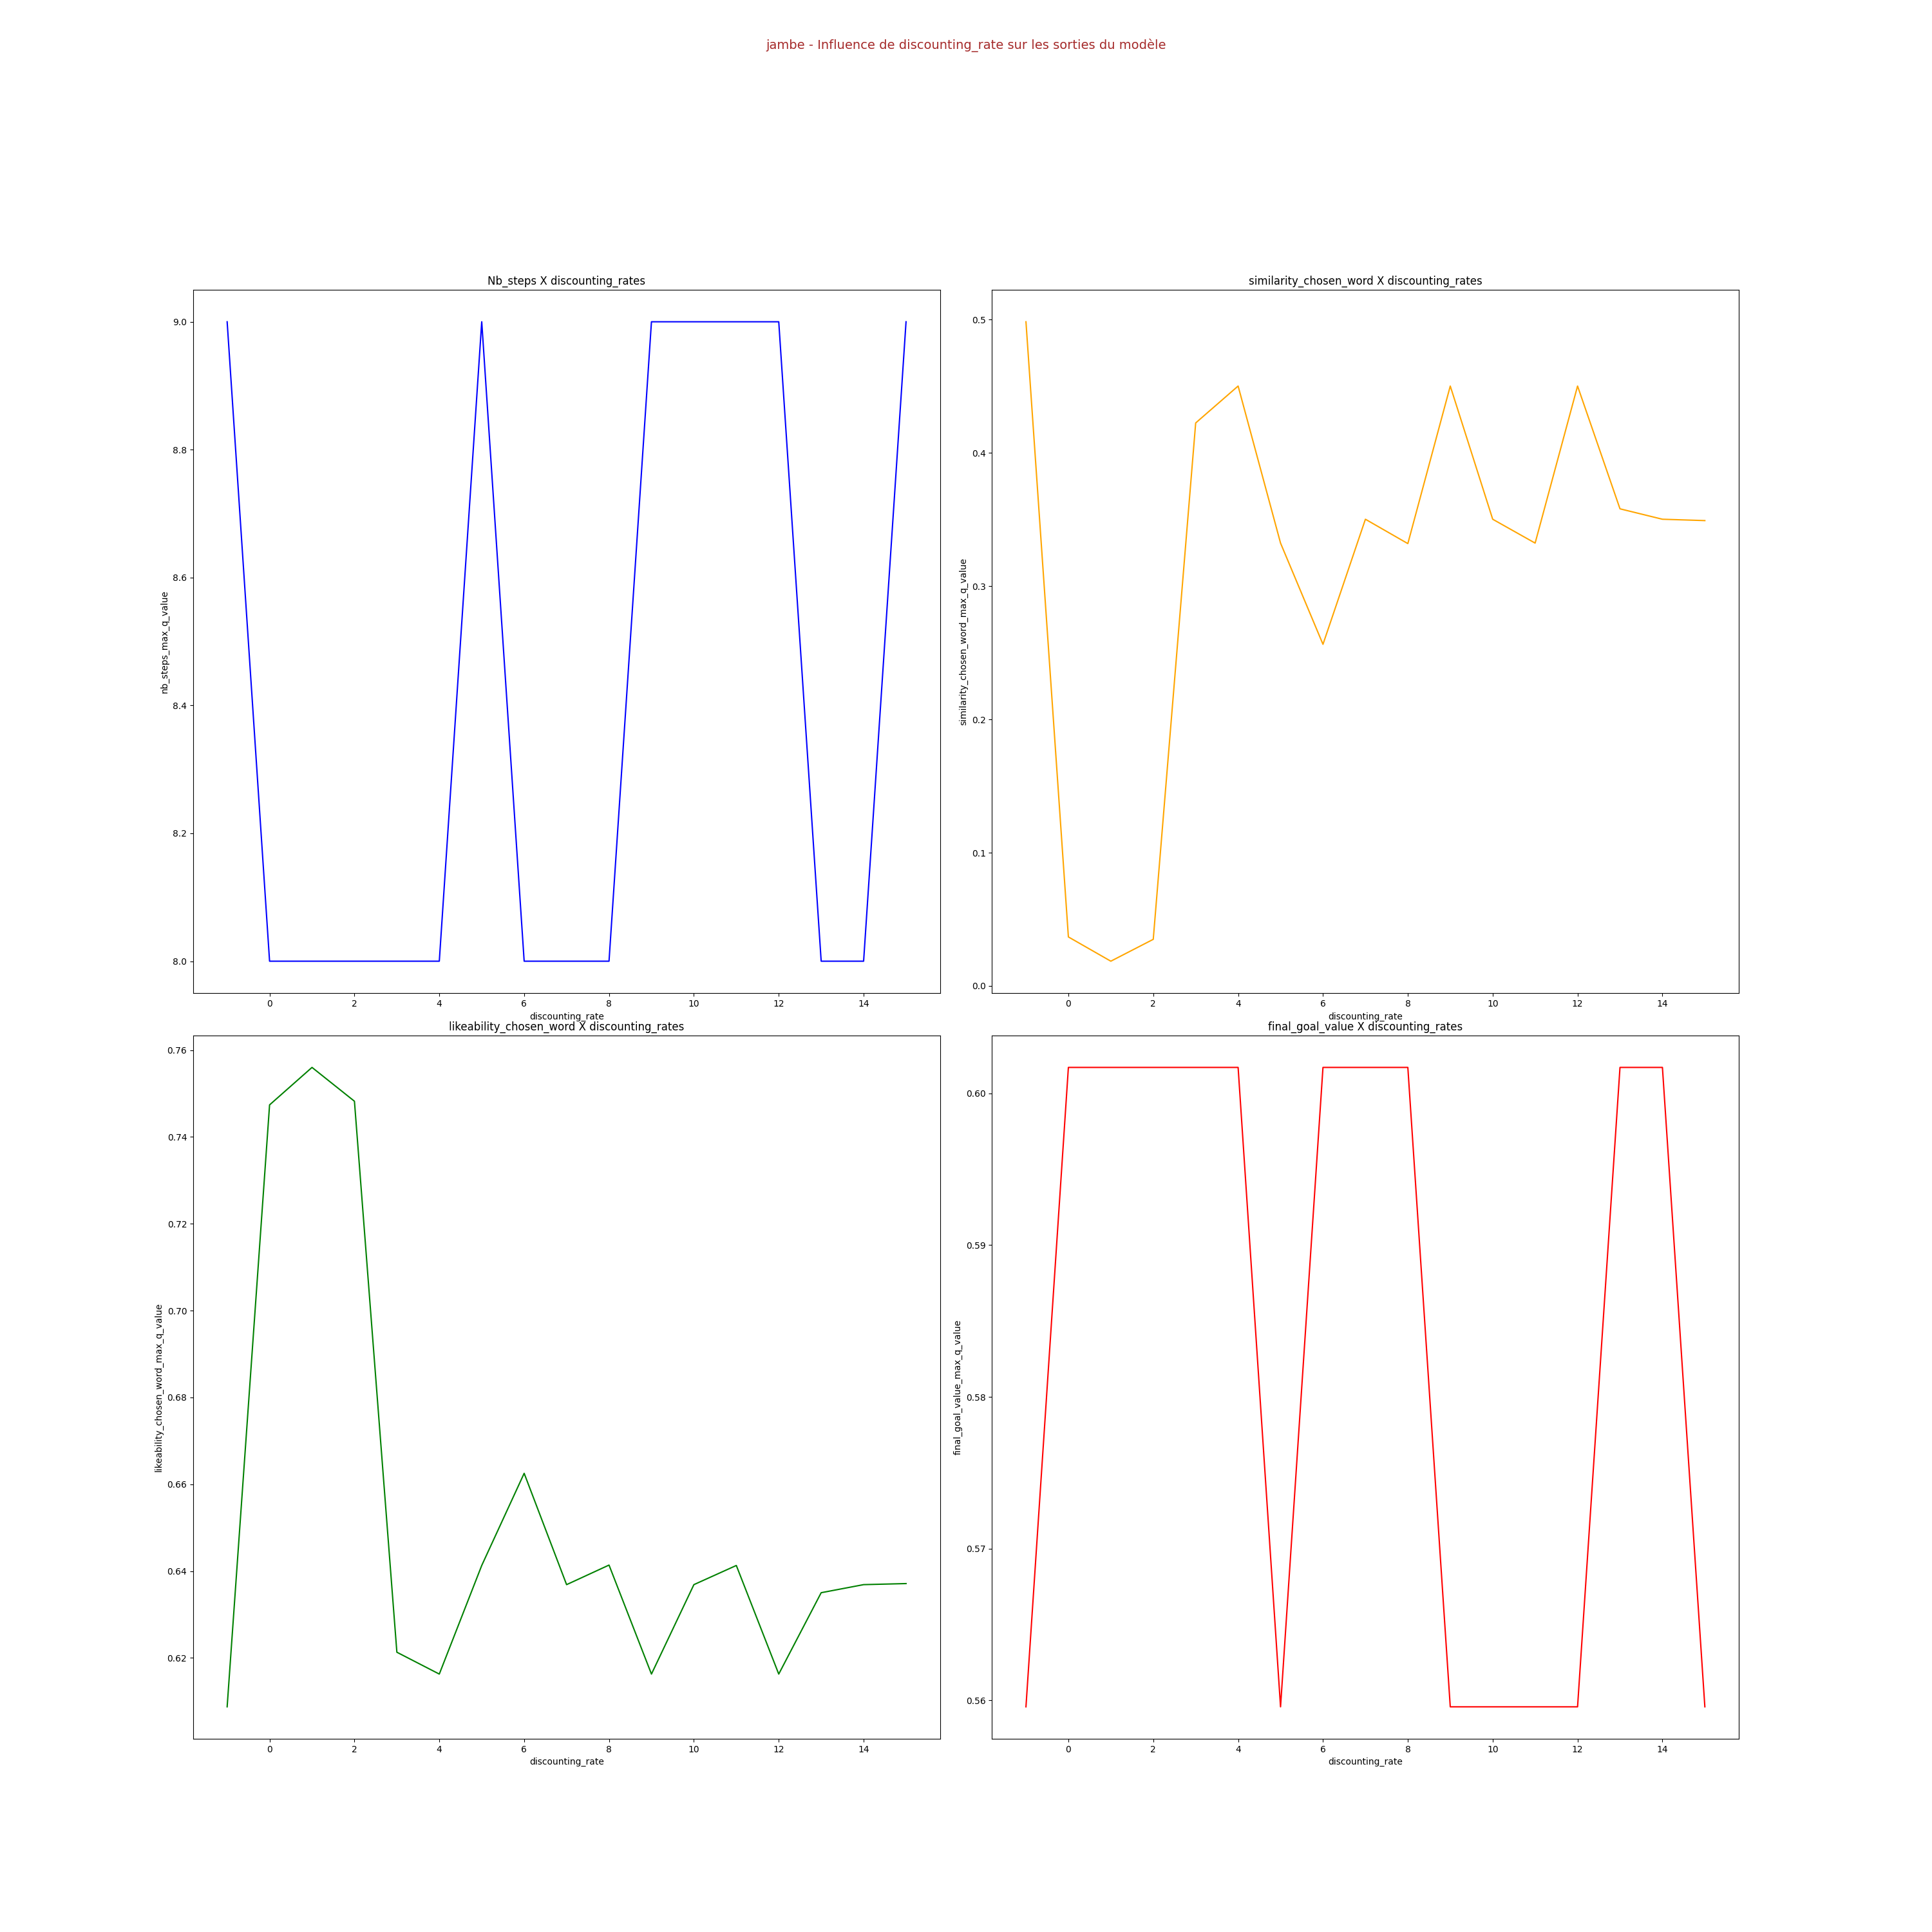 jambe - Influence de discounting_rate sur les sorties du modèle
Nb_steps X discounting_rates
nb_steps_max_q_value
9.0
8.8
8.6
8.4
8.2
8.0
0 2 4 6 8 10 12 14
discounting_rate
similarity_chosen_word X discounting_rates
similarity_chosen_word_max_q_value
0.5
0.4
0.3
0.2
0.1
0.0
0 2 4 6 8 10 12 14
discounting_rate
likeability_chosen_word X discounting_rates
likeability_chosen_word_max_q_value
0.76
0.74
0.72
0.70
0.68
0.66
0.64
0.62
0 2 4 6 8 10 12 14
discounting_rate
final_goal_value X discounting_rates
final_goal_value_max_q_value
0.60
0.59
0.58
0.57
0.56
0 2 4 6 8 10 12 14
discounting_rate